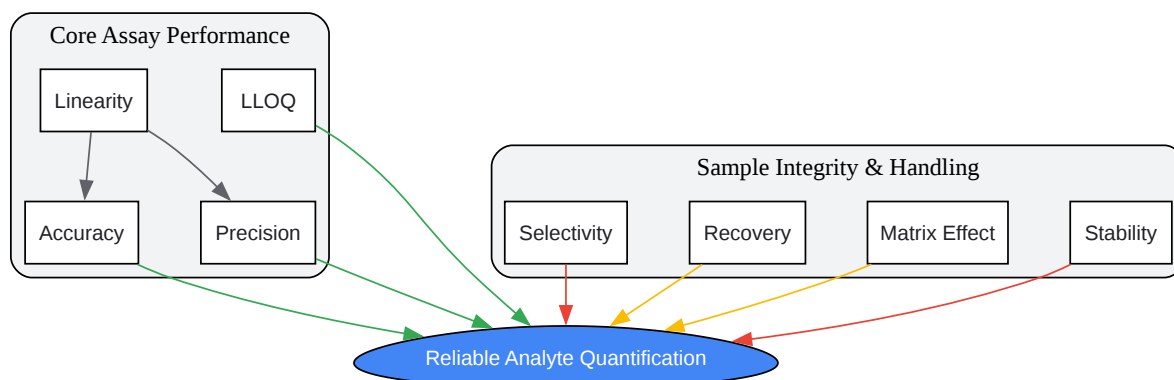 Core Assay Performance
Linearity
LLOQ
Accuracy
Precision
Sample Integrity & Handling
Selectivity
Recovery
Matrix Effect
Stability
Reliable Analyte Quantification